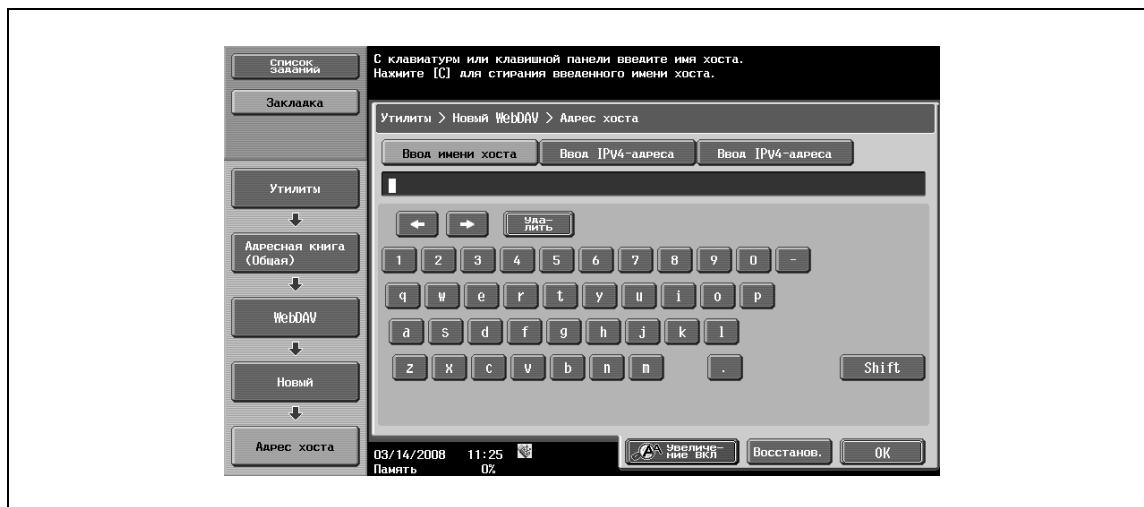 Список
заданий
С клавиатуры или клавишной панели введите имя хоста.
Нажмите [C] для стирания введенного имени хоста.
Закладка
Утилиты > Новый WebDAV > Адрес хоста
Ввод имени хоста Ввод IPv4-адреса Ввод IPv4-адреса
Утилиты
Уда-
лить
Адресная книга
(Общая)
1 2 3 4 5 6 7 8 9 0 -
q w e r t y u i o p
WebDAV
a s d f g h j k l
z x c v b n m . Shift
Новый
Адрес хоста
03/14/2008 11:25
Память 0%
Увеличе-
ние ВКЛ
Восстанов.
OK